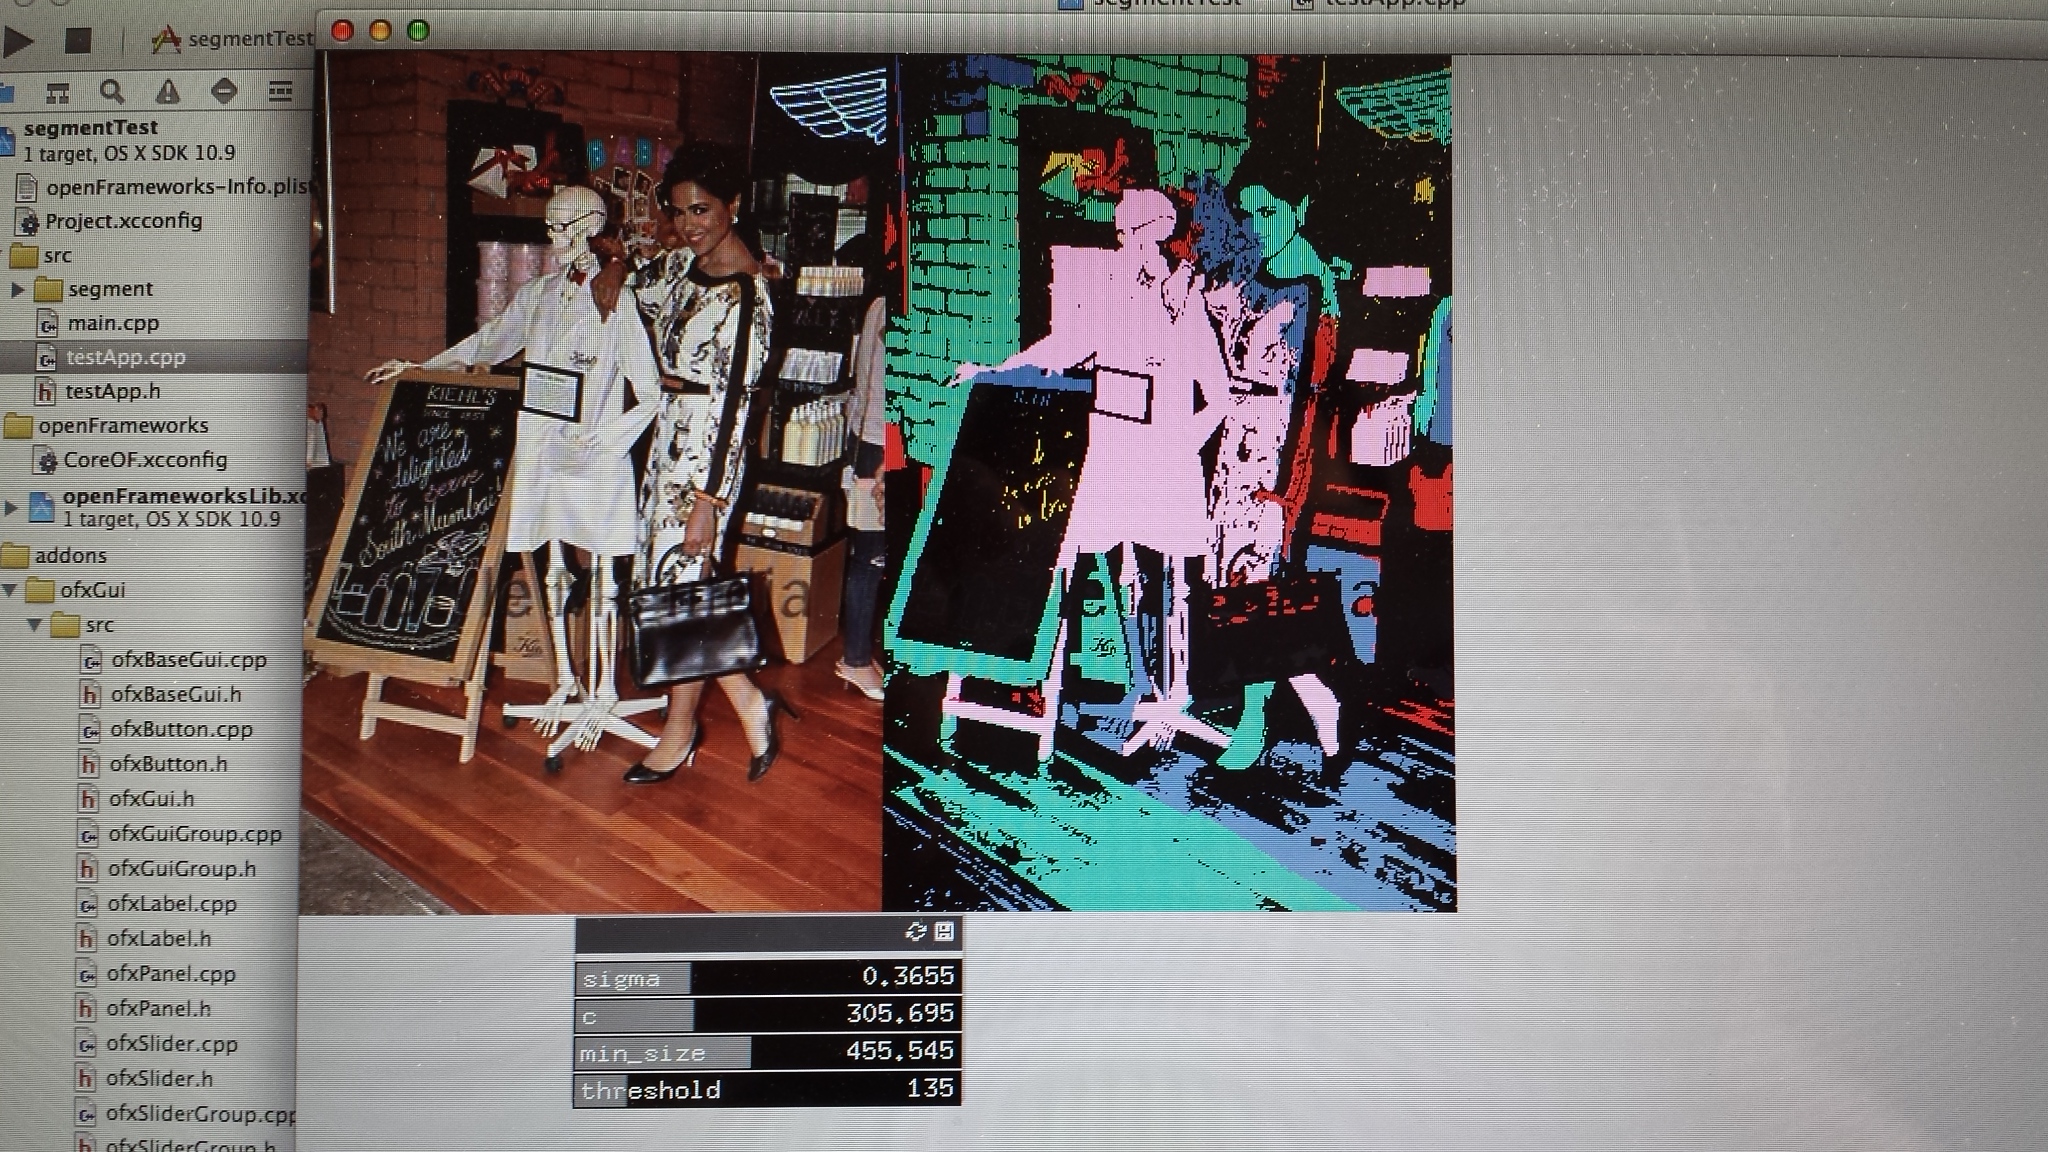 segmentTest
testApp.cpp
segmentTest
segmentTest
1 target, OS X SDK 10.9
openFrameworks-Info.plist
Project.xcconfig
src
segment
main.cpp
testApp.cpp
testApp.h
openFrameworks
CoreOF.xcconfig
openFrameworksLib.xc
1 target, OS X SDK 10.9
addons
ofxGui
src
ofxBaseGui.cpp
ofxBaseGui.h
ofxButton.cpp
ofxButton.h
ofxGui.h
ofxGuiGroup.cpp
ofxGuiGroup.h
ofxLabel.cpp
ofxLabel.h
ofxPanel.cpp
ofxPanel.h
ofxSlider.cpp
ofxSlider.h
ofxSliderGroup.cpp
ofxSliderGroup.h
KIEHL'S
We are
delighted
to serve
South Mumbai!
sigma 0.3655
c 305.695
min_size 455.545
threshold 135